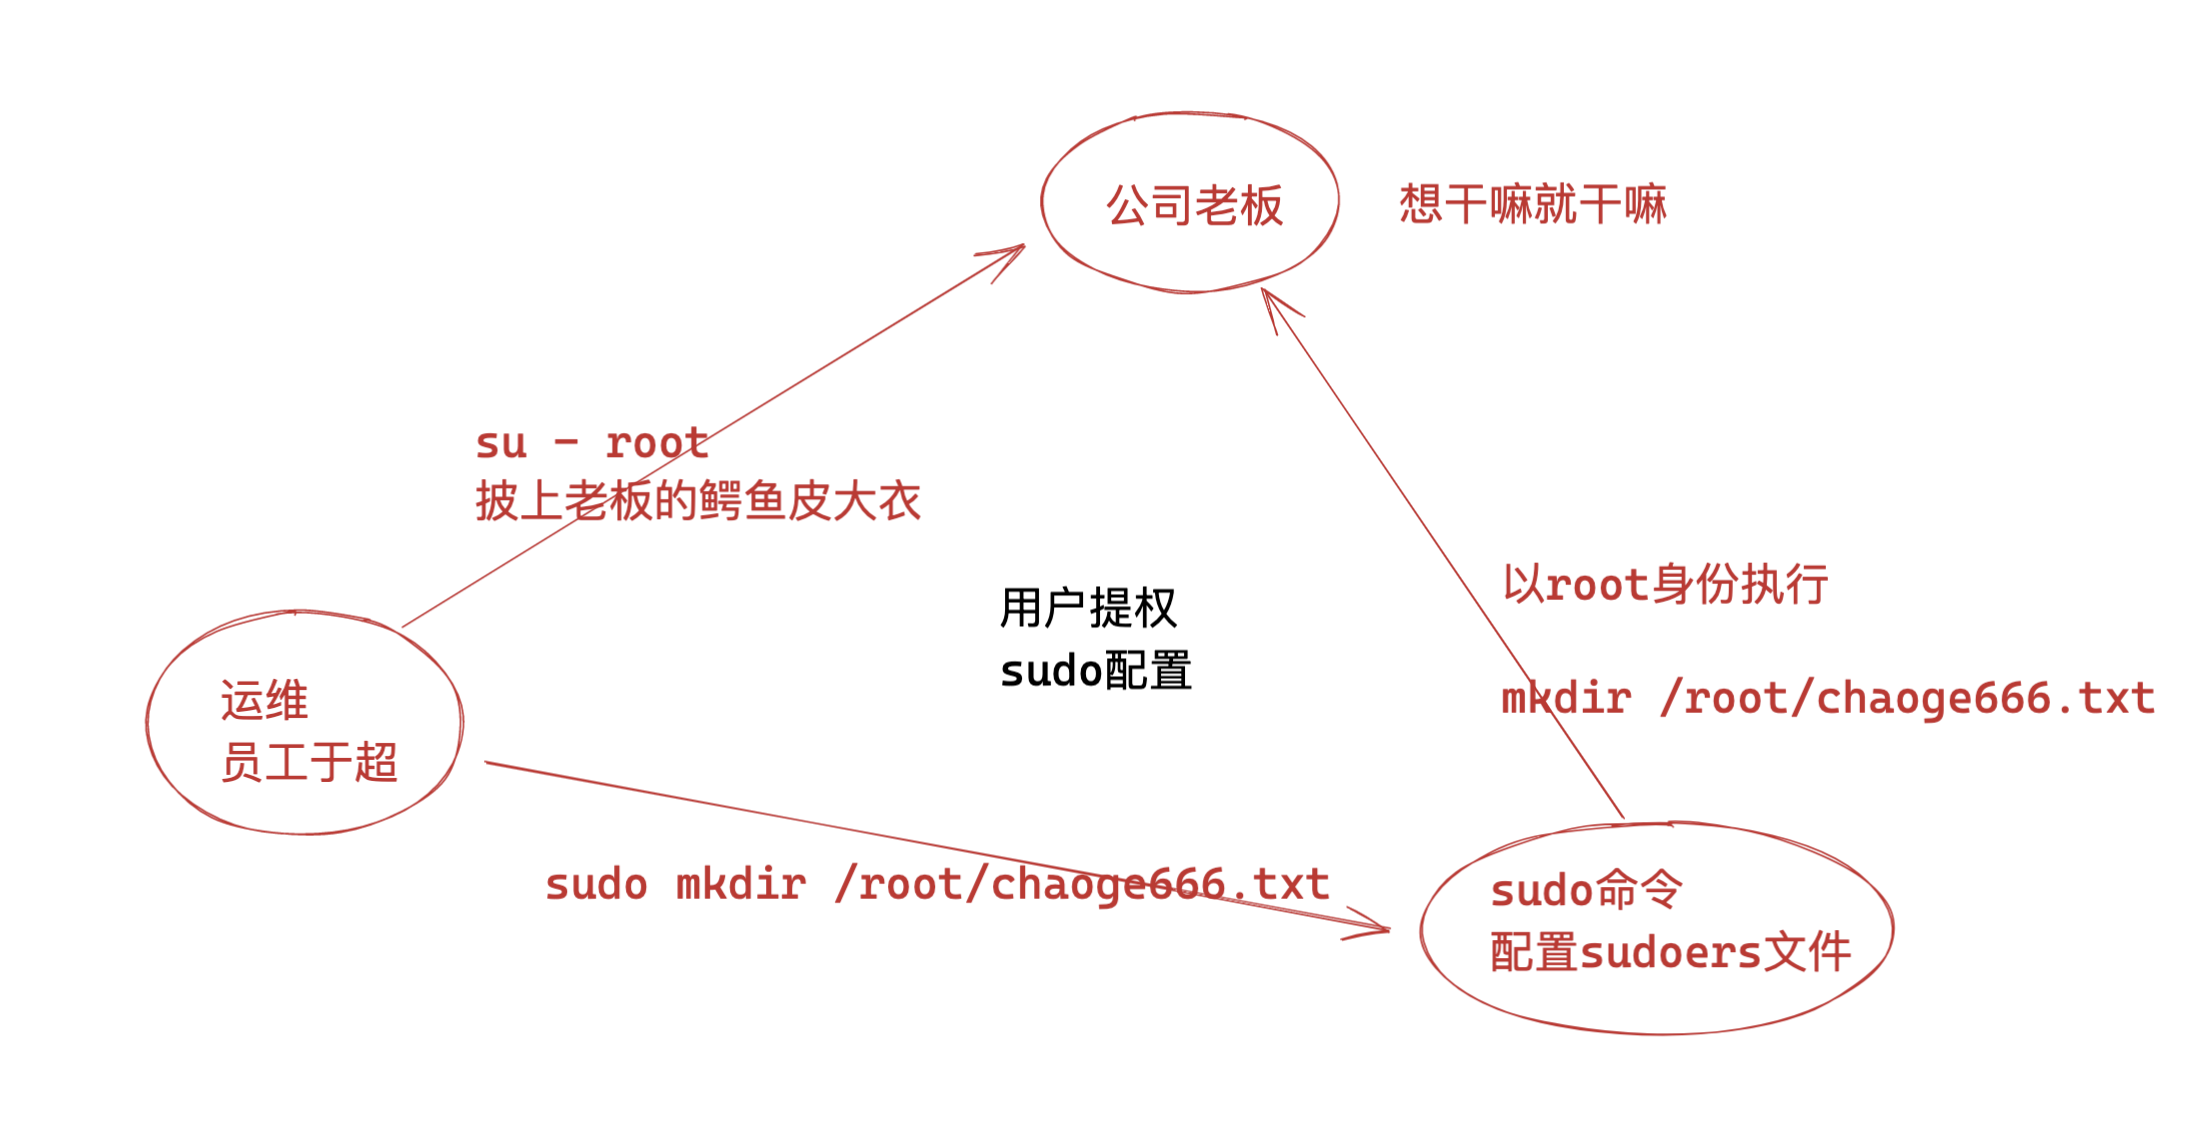 公司老板
想干嘛就干嘛
su - root
披上老板的鳄鱼皮大衣
用户提权
sudo配置
以root身份执行
mkdir /root/chaoge666.txt
运维
员工于超
sudo mkdir /root/chaoge666.txt
sudo命令
配置sudoers文件